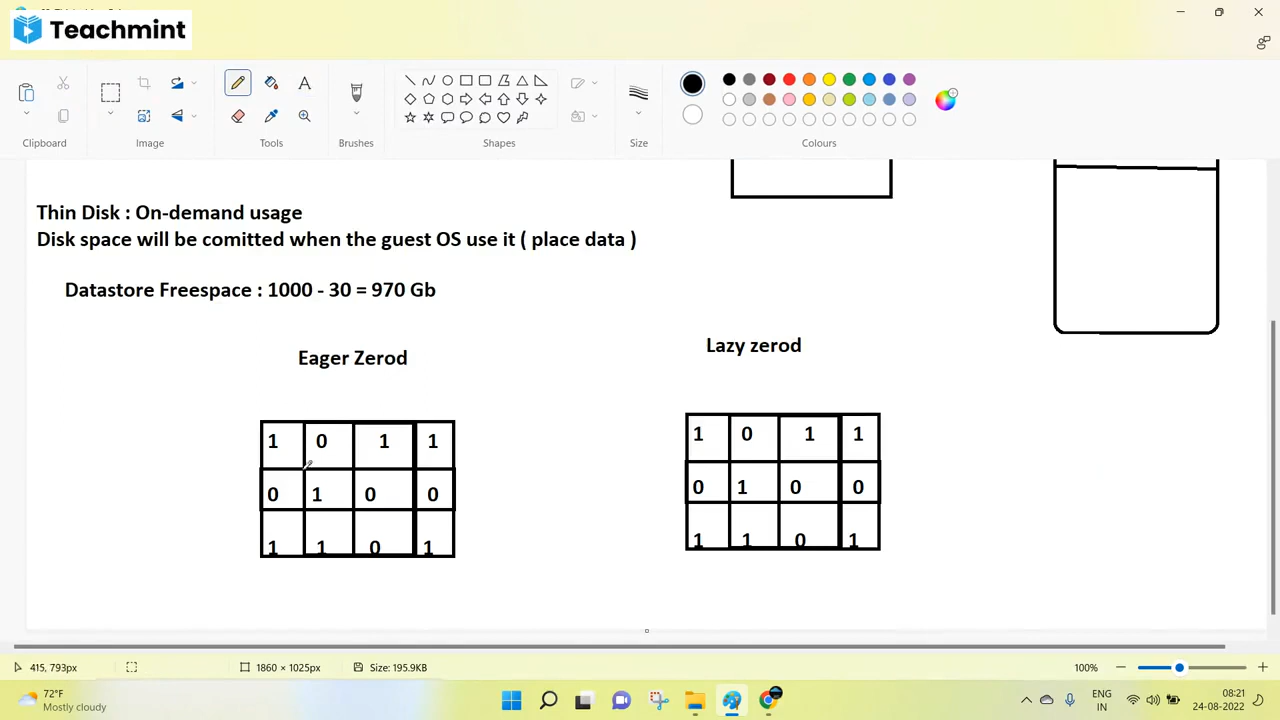 Teachmint
Clipboard
Image
Tools
Brushes
Shapes
Size
Colours
A
Thin Disk : On-demand usage
Disk space will be comitted when the guest OS use it ( place data )
Datastore Freespace : 1000 - 30 = 970 Gb
Eager Zerod
Lazy zerod
1 0 1 1
0 1 0 0
1 1 0 1
1 0 1 1
0 1 0 0
1 1 0 1
415, 793px
1860 × 1025px
Size: 195.9KB
100%
72°F
Mostly cloudy
ENG
IN
08:21
24-08-2022